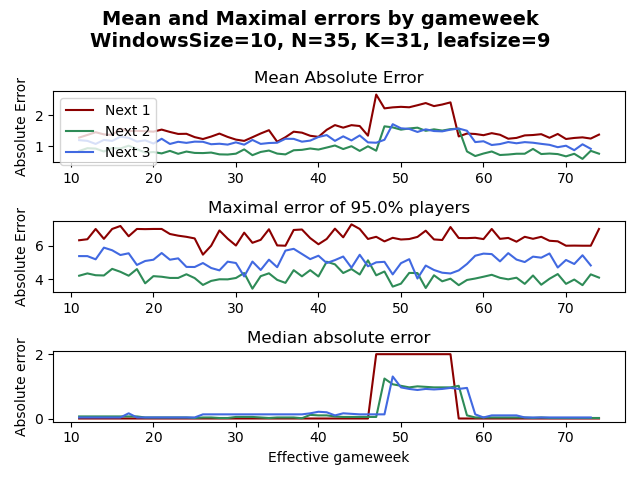 Mean and Maximal errors by gameweek
WindowsSize=10, N=35, K=31, leafsize=9
Mean Absolute Error
Absolute Error
2
1
Next 1
Next 2
Next 3
10 20 30 40 50 60 70
Maximal error of 95.0% players
Absolute Error
6
4
10 20 30 40 50 60 70
Median absolute error
Absolute error
2
0
10 20 30 40 50 60 70
Effective gameweek